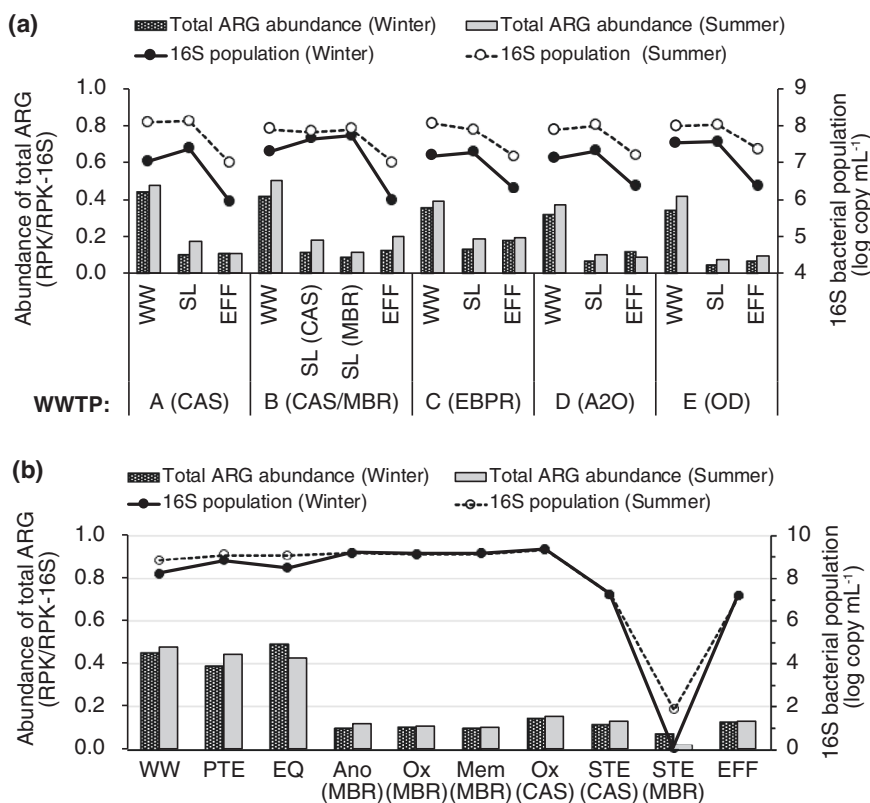 (a)
Total ARG abundance (Winter) Total ARG abundance (Summer)
16S population (Winter) 16S population (Summer)
Abundance of total ARG
(RPK/RPK-16S)
1.0
0.8
0.6
0.4
0.2
0.0
9
8
7
6
5
4
16S bacterial population
(log copy mL⁻¹)
WW SL EFF WW SL (CAS) SL (MBR) EFF WW SL EFF WW SL EFF WW SL EFF
WWTP: A (CAS) B (CAS/MBR) C (EBPR) D (A2O) E (OD)
(b)
Total ARG abundance (Winter) Total ARG abundance (Summer)
16S population (Winter) 16S population (Summer)
Abundance of total ARG
(RPK/RPK-16S)
1.0
0.8
0.6
0.4
0.2
0.0
10
8
6
4
2
0
16S bacterial population
(log copy mL⁻¹)
WW PTE EQ Ano Ox Mem Ox STE STE EFF
(MBR) (MBR) (MBR) (CAS) (CAS) (MBR)